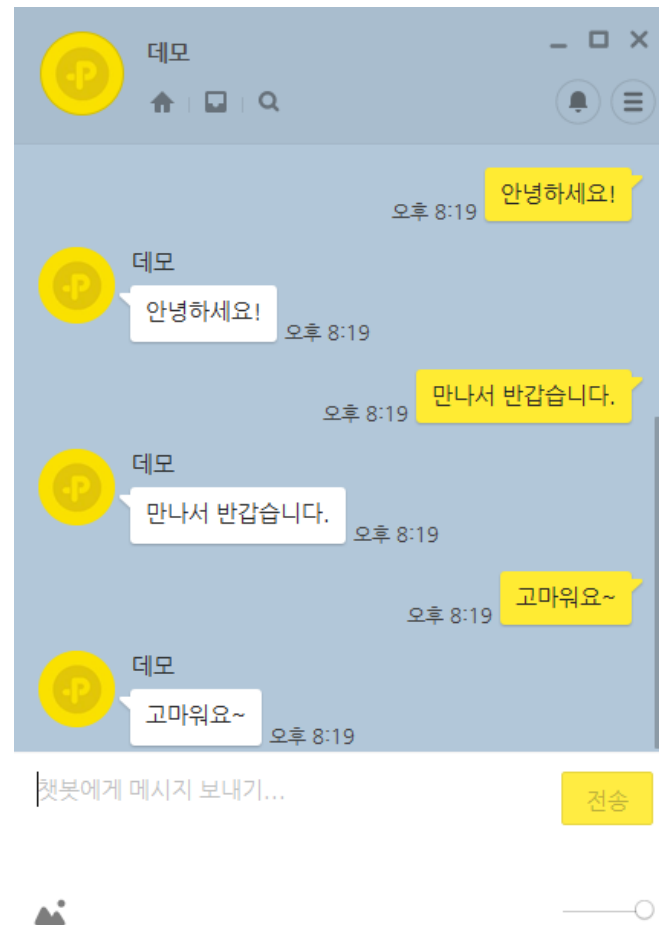 데모
안녕하세요!
오후 8:19
데모
안녕하세요!
오후 8:19
만나서 반갑습니다.
오후 8:19
데모
만나서 반갑습니다.
오후 8:19
고마워요~
오후 8:19
데모
고마워요~
오후 8:19
챗봇에게 메시지 보내기...
전송